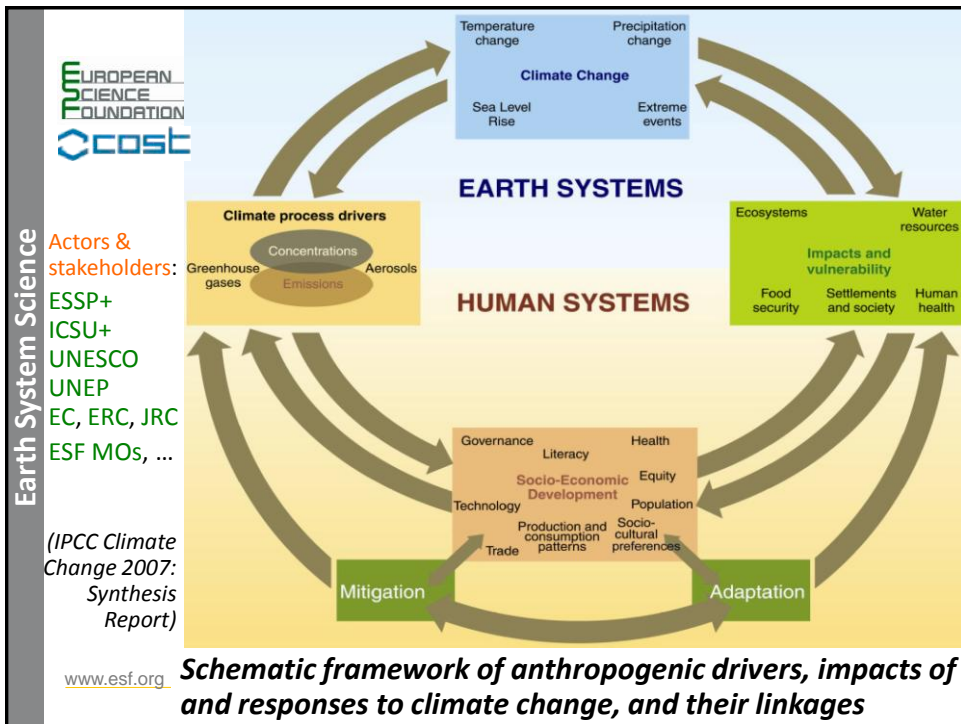 Earth System Science
EUROPEAN
SCIENCE
FOUNDATION
cost
Actors &
stakeholders:
ESSP+
ICSU+
UNESCO
UNEP
EC, ERC, JRC
ESF MOs, ...
(IPCC Climate
Change 2007:
Synthesis
Report)
www.esf.org
Temperature
change
Precipitation
change
Climate Change
Sea Level
Rise
Extreme
events
EARTH SYSTEMS
Climate process drivers
Concentrations
Greenhouse
gases
Aerosols
Emissions
Ecosystems
Water
resources
Impacts and
vulnerability
Food
security
Settlements
and society
Human
health
HUMAN SYSTEMS
Governance
Health
Literacy
Equity
Socio-Economic
Development
Technology
Population
Production and
consumption
patterns
Socio-
cultural
preferences
Trade
Mitigation
Adaptation
Schematic framework of anthropogenic drivers, impacts of
and responses to climate change, and their linkages